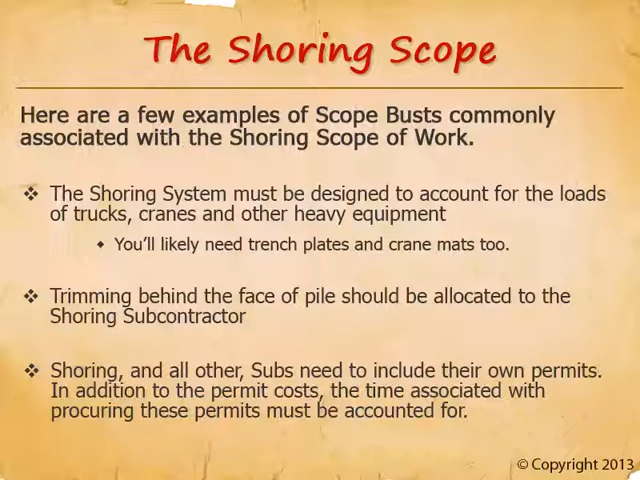 The Shoring Scope
Here are a few examples of Scope Busts commonly
associated with the Shoring Scope of Work.
❖ The Shoring System must be designed to account for the loads
of trucks, cranes and other heavy equipment
◆ You'll likely need trench plates and crane mats too.
❖ Trimming behind the face of pile should be allocated to the
Shoring Subcontractor
❖ Shoring, and all other, Subs need to include their own permits.
In addition to the permit costs, the time associated with
procuring these permits must be accounted for.
© Copyright 2013